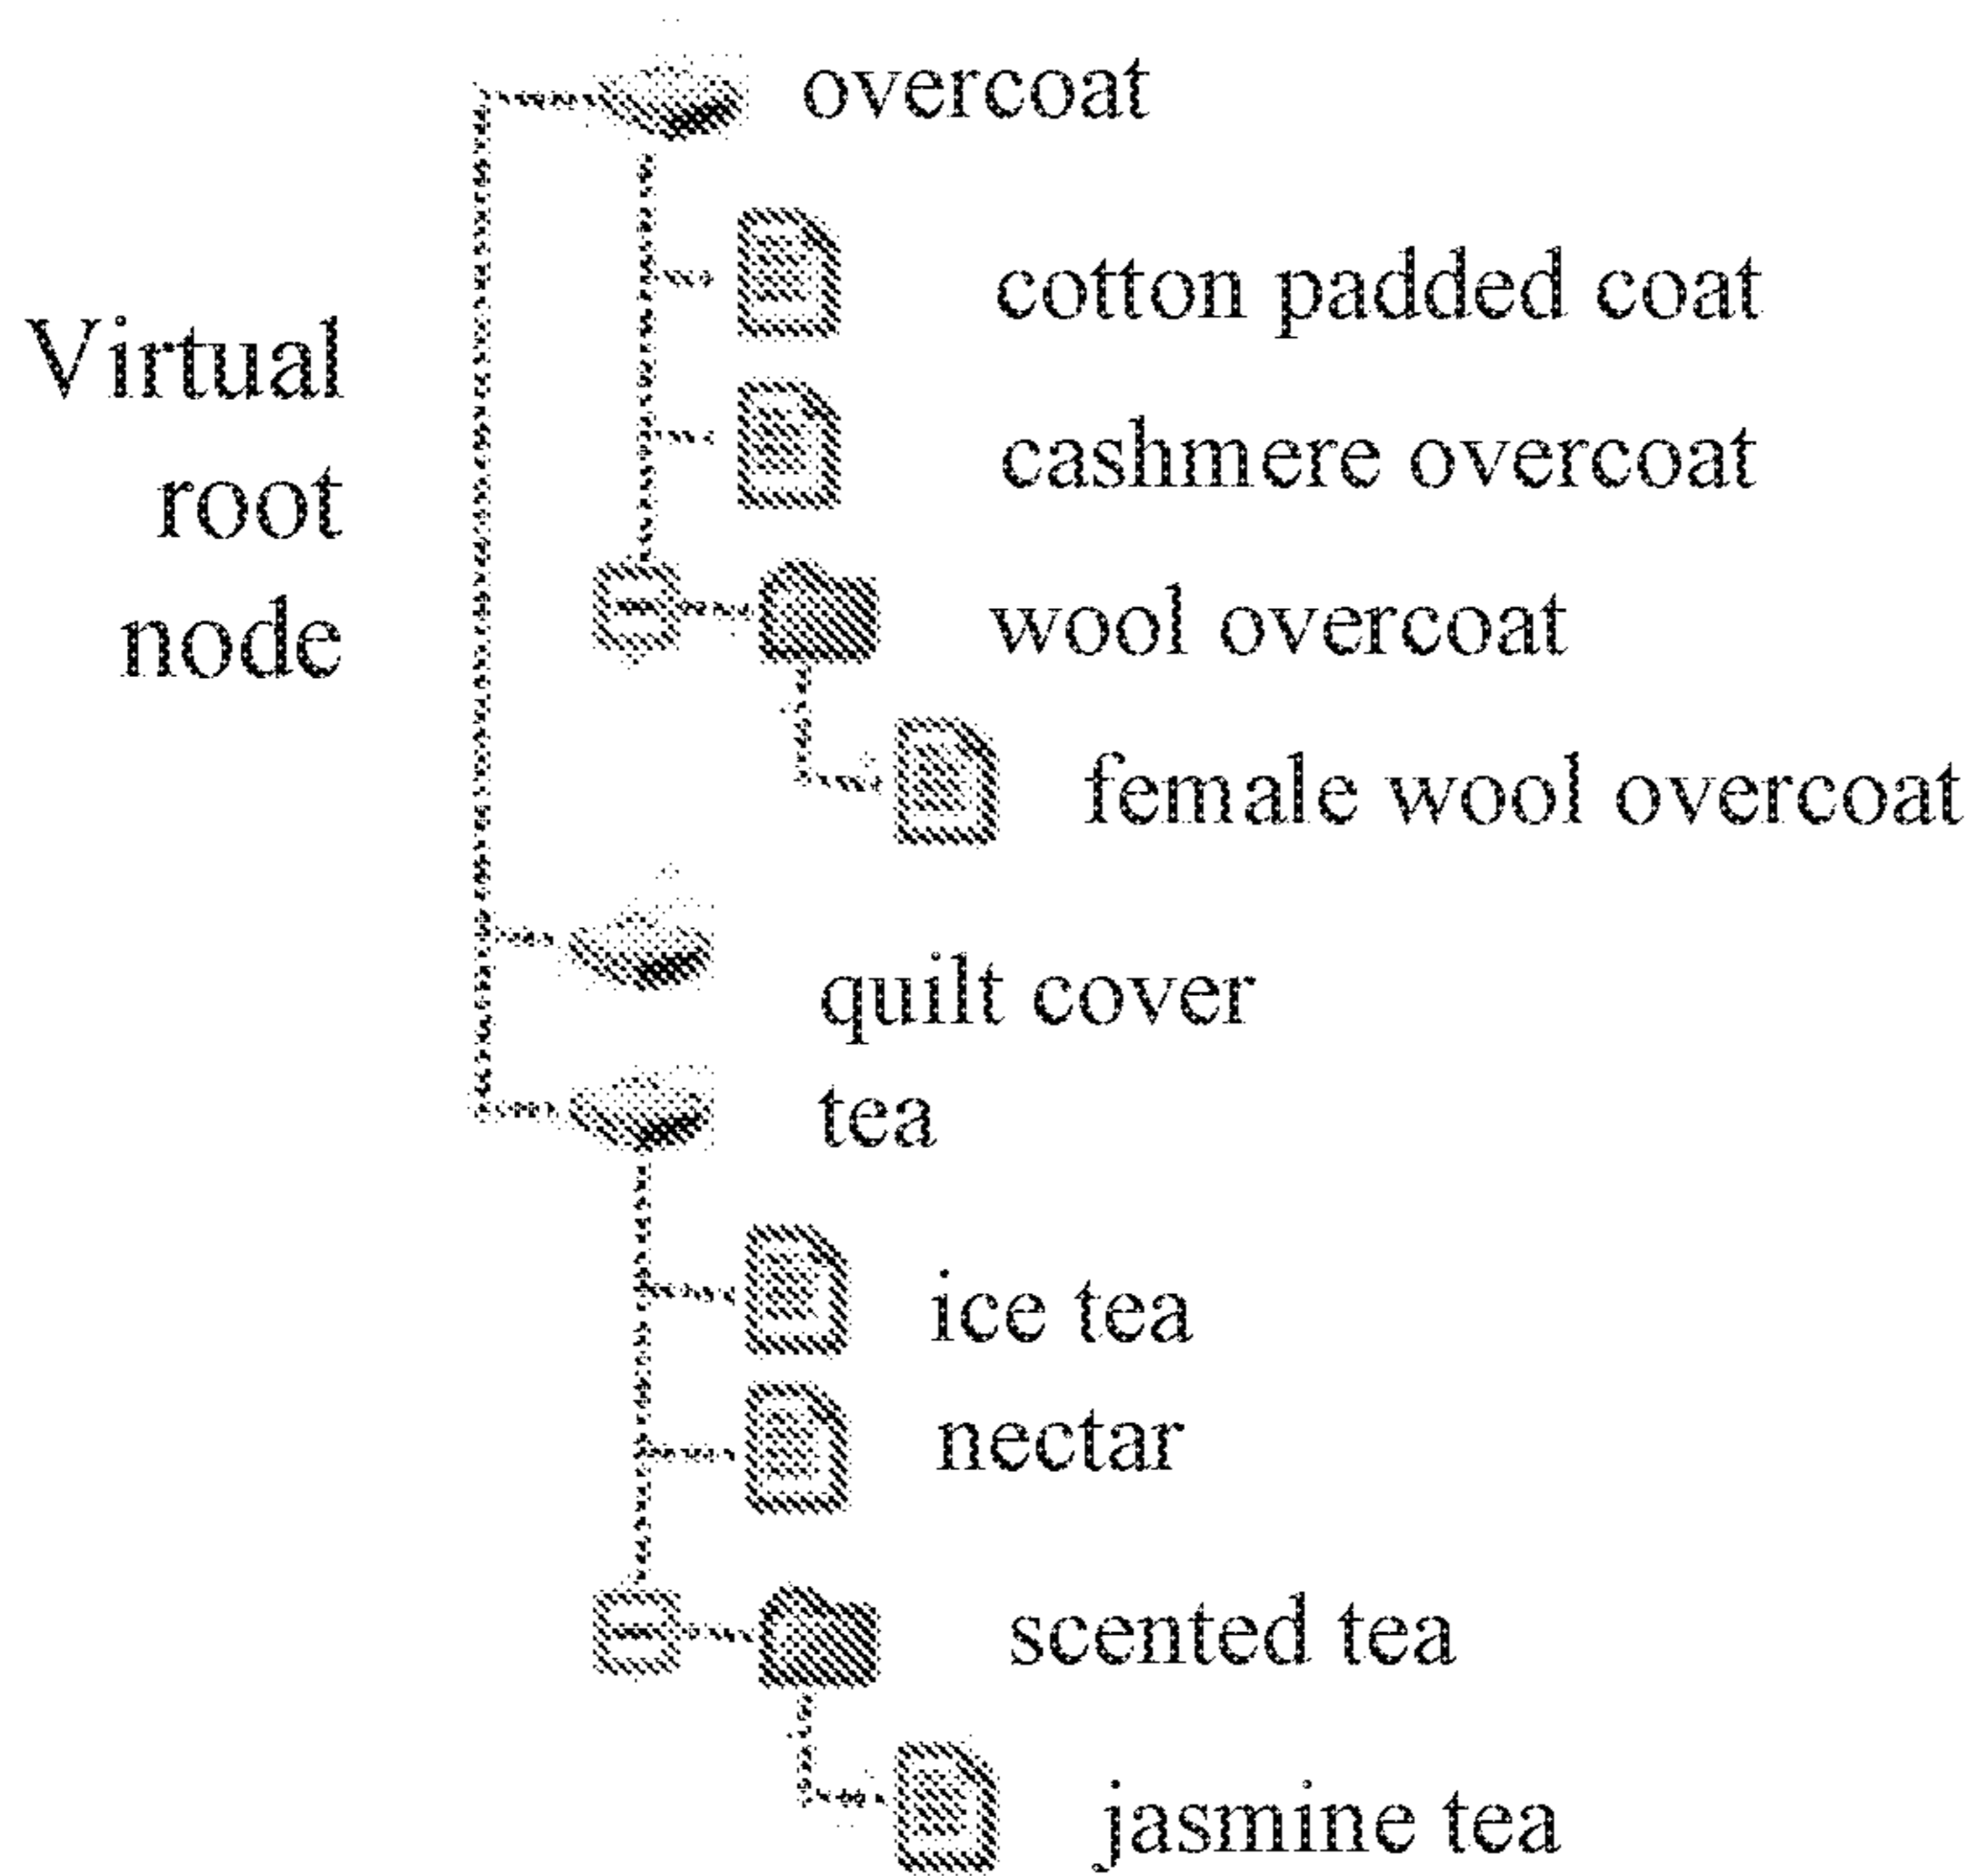 overcoat
cotton padded coat
Virtual
root
node
cashmere overcoat
wool overcoat
female wool overcoat
quilt cover
tea
ice tea
nectar
scented tea
jasmine tea